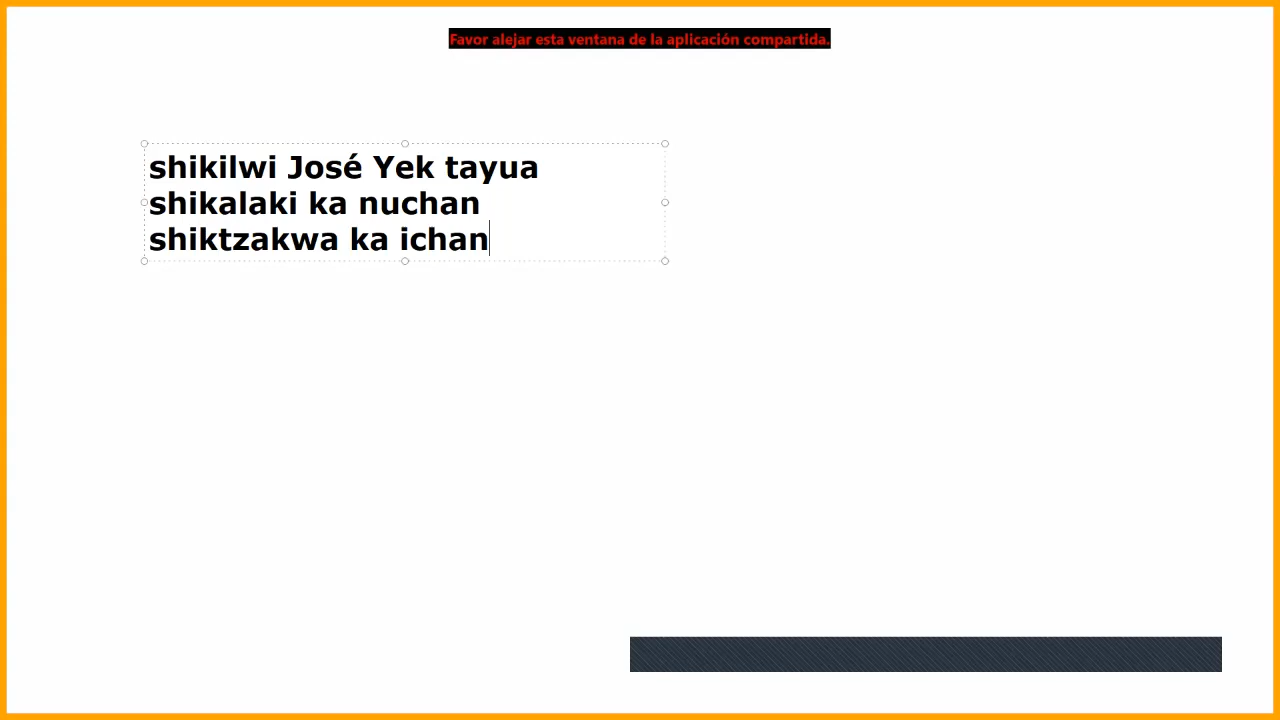 Favor alejar esta ventana de la aplicación compartida.
shikilwi José Yek tayua
shikalaki ka nuchan
shiktzakwa ka ichan